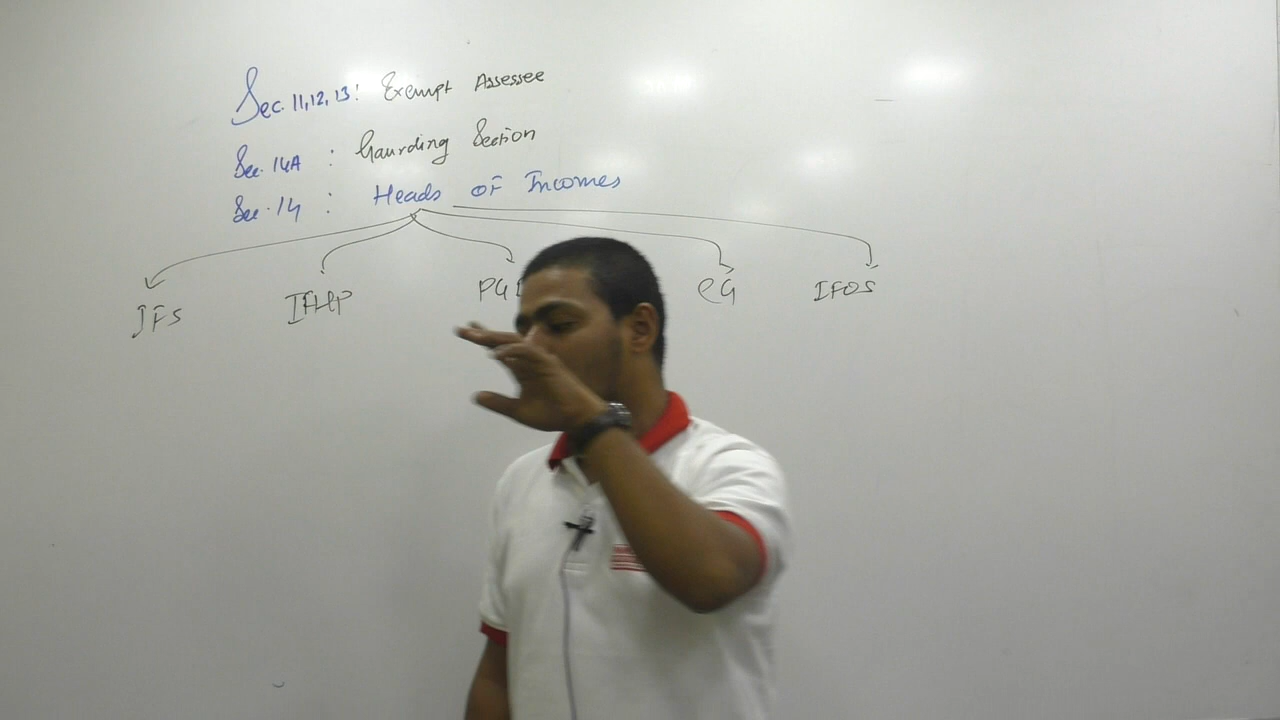 Sec. 11,12, 13: Exempt Assessee
Sec. 14A : Gaurding Section
Sec. 14 : Heads of Incomes
IFS IFHP CG IFOS